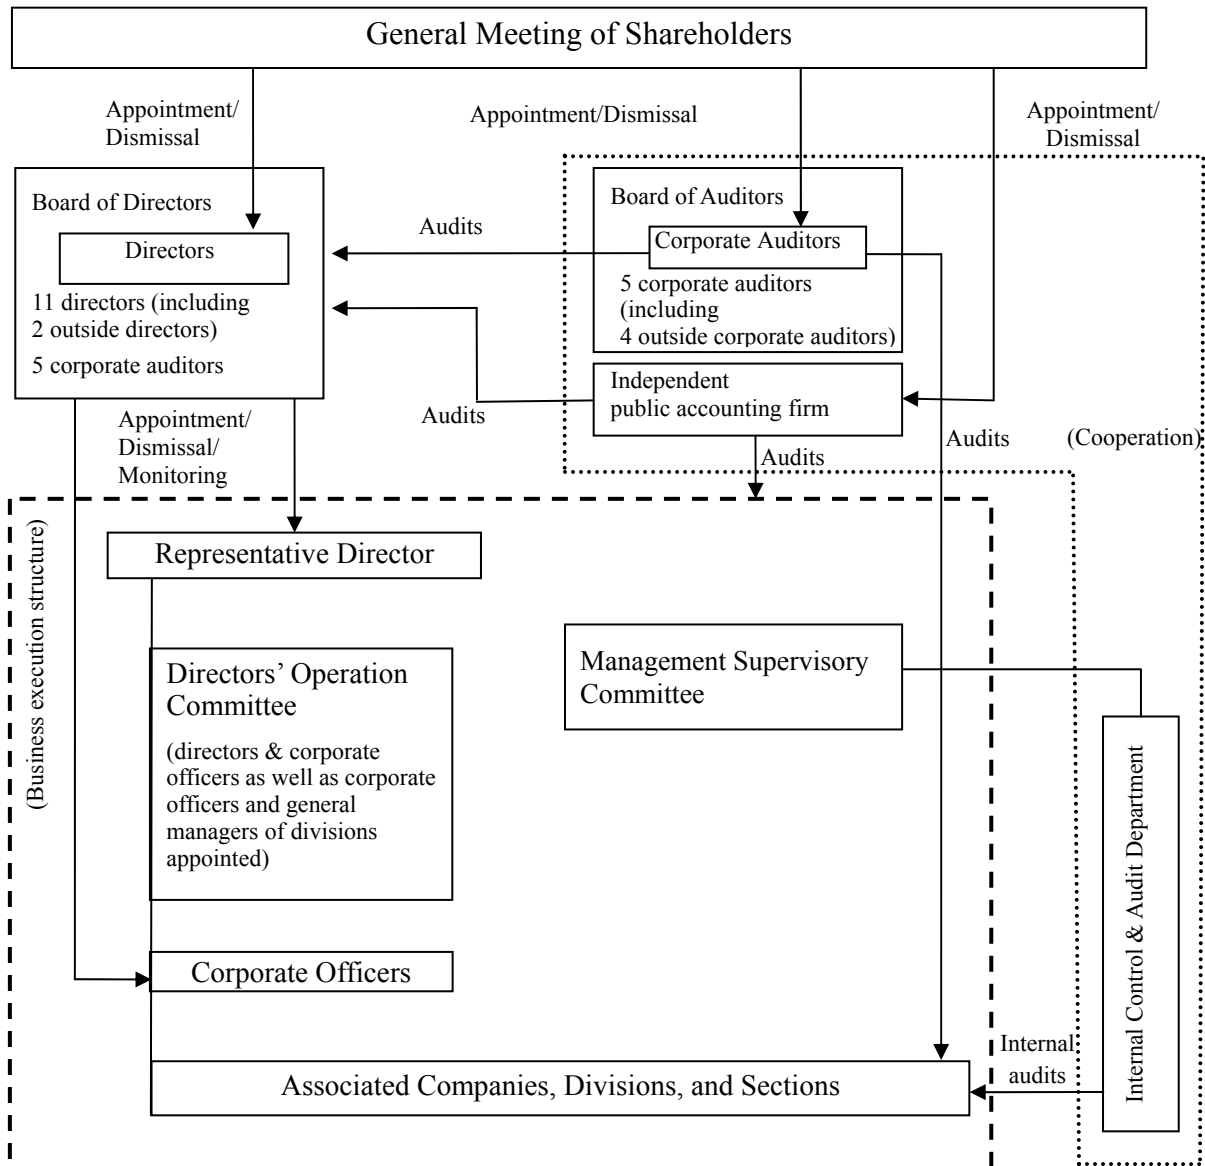 General Meeting of Shareholders
Appointment/
Dismissal
Appointment/Dismissal
Appointment/
Dismissal
Board of Directors
Directors
11 directors (including
2 outside directors)
5 corporate auditors
Audits
Board of Auditors
Corporate Auditors
5 corporate auditors
(including
4 outside corporate auditors)
Independent
public accounting firm
Audits
Appointment/
Dismissal/
Monitoring
Audits
Audits
(Cooperation)
(Business execution structure)
Representative Director
Directors’ Operation
Committee
(directors & corporate
officers as well as corporate
officers and general
managers of divisions
appointed)
Management Supervisory
Committee
Internal Control & Audit Department
Corporate Officers
Internal
audits
Associated Companies, Divisions, and Sections